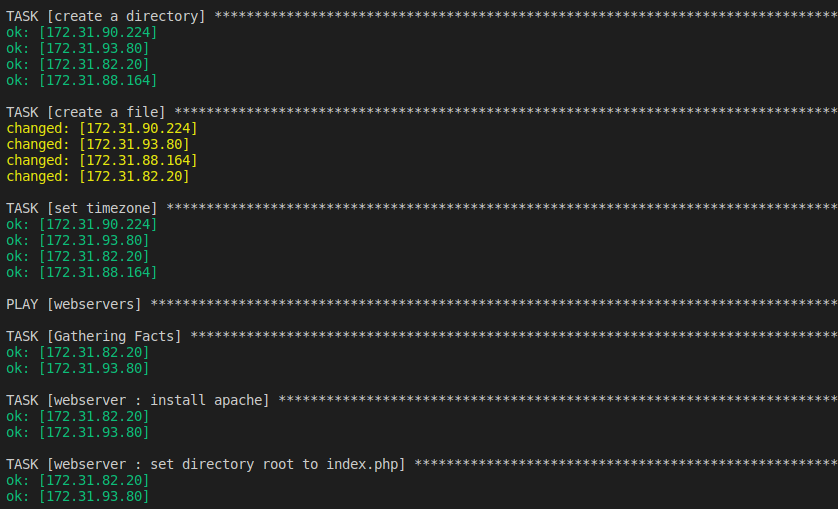 TASK [create a directory] ******************************************************************************
ok: [172.31.90.224]
ok: [172.31.93.80]
ok: [172.31.82.20]
ok: [172.31.88.164]
TASK [create a file] ***********************************************************************************
changed: [172.31.90.224]
changed: [172.31.93.80]
changed: [172.31.88.164]
changed: [172.31.82.20]
TASK [set timezone] ************************************************************************************
ok: [172.31.90.224]
ok: [172.31.93.80]
ok: [172.31.82.20]
ok: [172.31.88.164]
PLAY [webservers] **************************************************************************************
TASK [Gathering Facts] *********************************************************************************
ok: [172.31.82.20]
ok: [172.31.93.80]
TASK [webserver : install apache] **********************************************************************
ok: [172.31.82.20]
ok: [172.31.93.80]
TASK [webserver : set directory root to index.php] *****************************************************
ok: [172.31.82.20]
ok: [172.31.93.80]